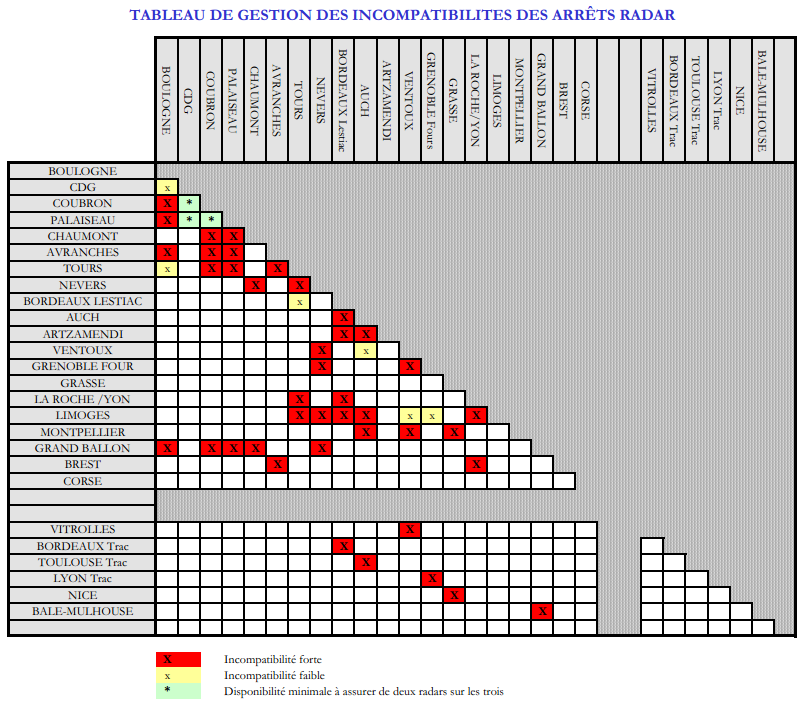 TABLEAU DE GESTION DES INCOMPATIBILITES DES ARRÊTS RADAR
BOULOGNE
CDG
COUBRON
PALAISEAU
CHAUMONT
AVRANCHES
TOURS
NEVERS
BORDEAUX Lestiac
AUCH
ARTZAMENDI
VENTOUX
GRENOBLE Fours
GRASSE
LA ROCHE/YON
LIMOGES
MONTPELLIER
GRAND BALLON
BREST
CORSE
VITROLLES
BORDEAUX Trac
TOULOUSE Trac
LYON Trac
NICE
BALE-MULHOUSE
BOULOGNE
CDG x
COUBRON X *
PALAISEAU X * *
CHAUMONT X X
AVRANCHES X X X
TOURS x X X X
NEVERS X X
BORDEAUX LESTIAC x
AUCH X
ARTZAMENDI X X
VENTOUX X x
GRENOBLE FOUR X X
GRASSE
LA ROCHE /YON X X
LIMOGES X X X X x x X
MONTPELLIER X X X
GRAND BALLON X X X X X
BREST X X
CORSE
VITROLLES X
BORDEAUX Trac X
TOULOUSE Trac X
LYON Trac X
NICE X
BALE-MULHOUSE X
X Incompatibilité forte
x Incompatibilité faible
* Disponibilité minimale à assurer de deux radars sur les trois